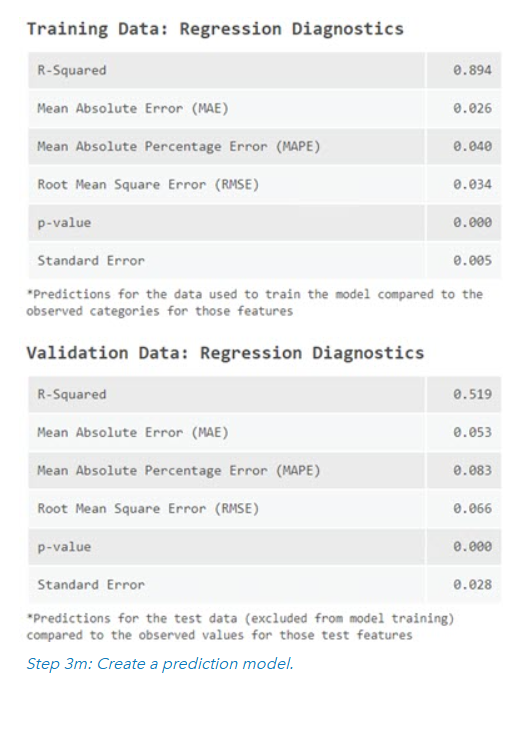 Training Data: Regression Diagnostics
R-Squared 0.894
Mean Absolute Error (MAE) 0.026
Mean Absolute Percentage Error (MAPE) 0.040
Root Mean Square Error (RMSE) 0.034
p-value 0.000
Standard Error 0.005
*Predictions for the data used to train the model compared to the
observed categories for those features
Validation Data: Regression Diagnostics
R-Squared 0.519
Mean Absolute Error (MAE) 0.053
Mean Absolute Percentage Error (MAPE) 0.083
Root Mean Square Error (RMSE) 0.066
p-value 0.000
Standard Error 0.028
*Predictions for the test data (excluded from model training)
compared to the observed values for those test features
Step 3m: Create a prediction model.